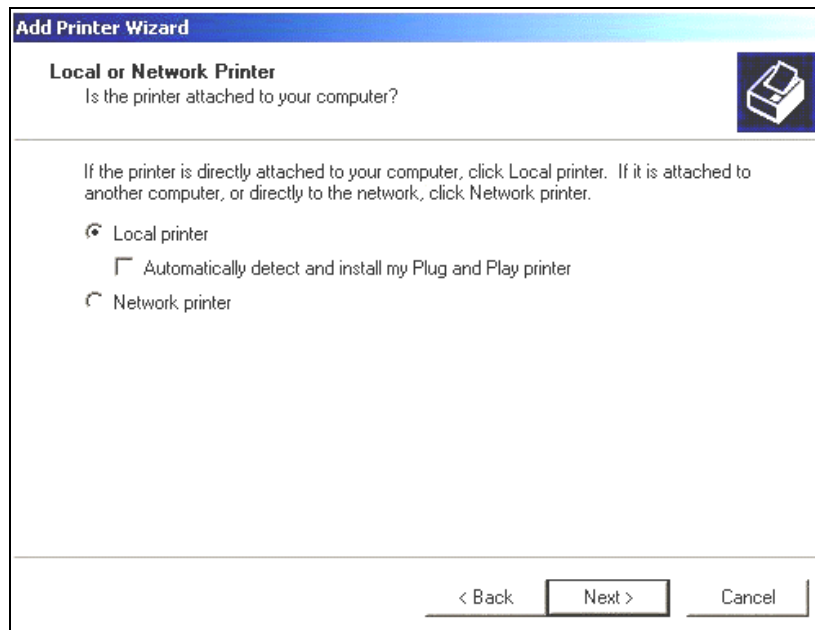 Add Printer Wizard
Local or Network Printer
Is the printer attached to your computer?
If the printer is directly attached to your computer, click Local printer.  If it is attached to
another computer, or directly to the network, click Network printer.
Local printer
Automatically detect and install my Plug and Play printer
Network printer
< Back Next > Cancel